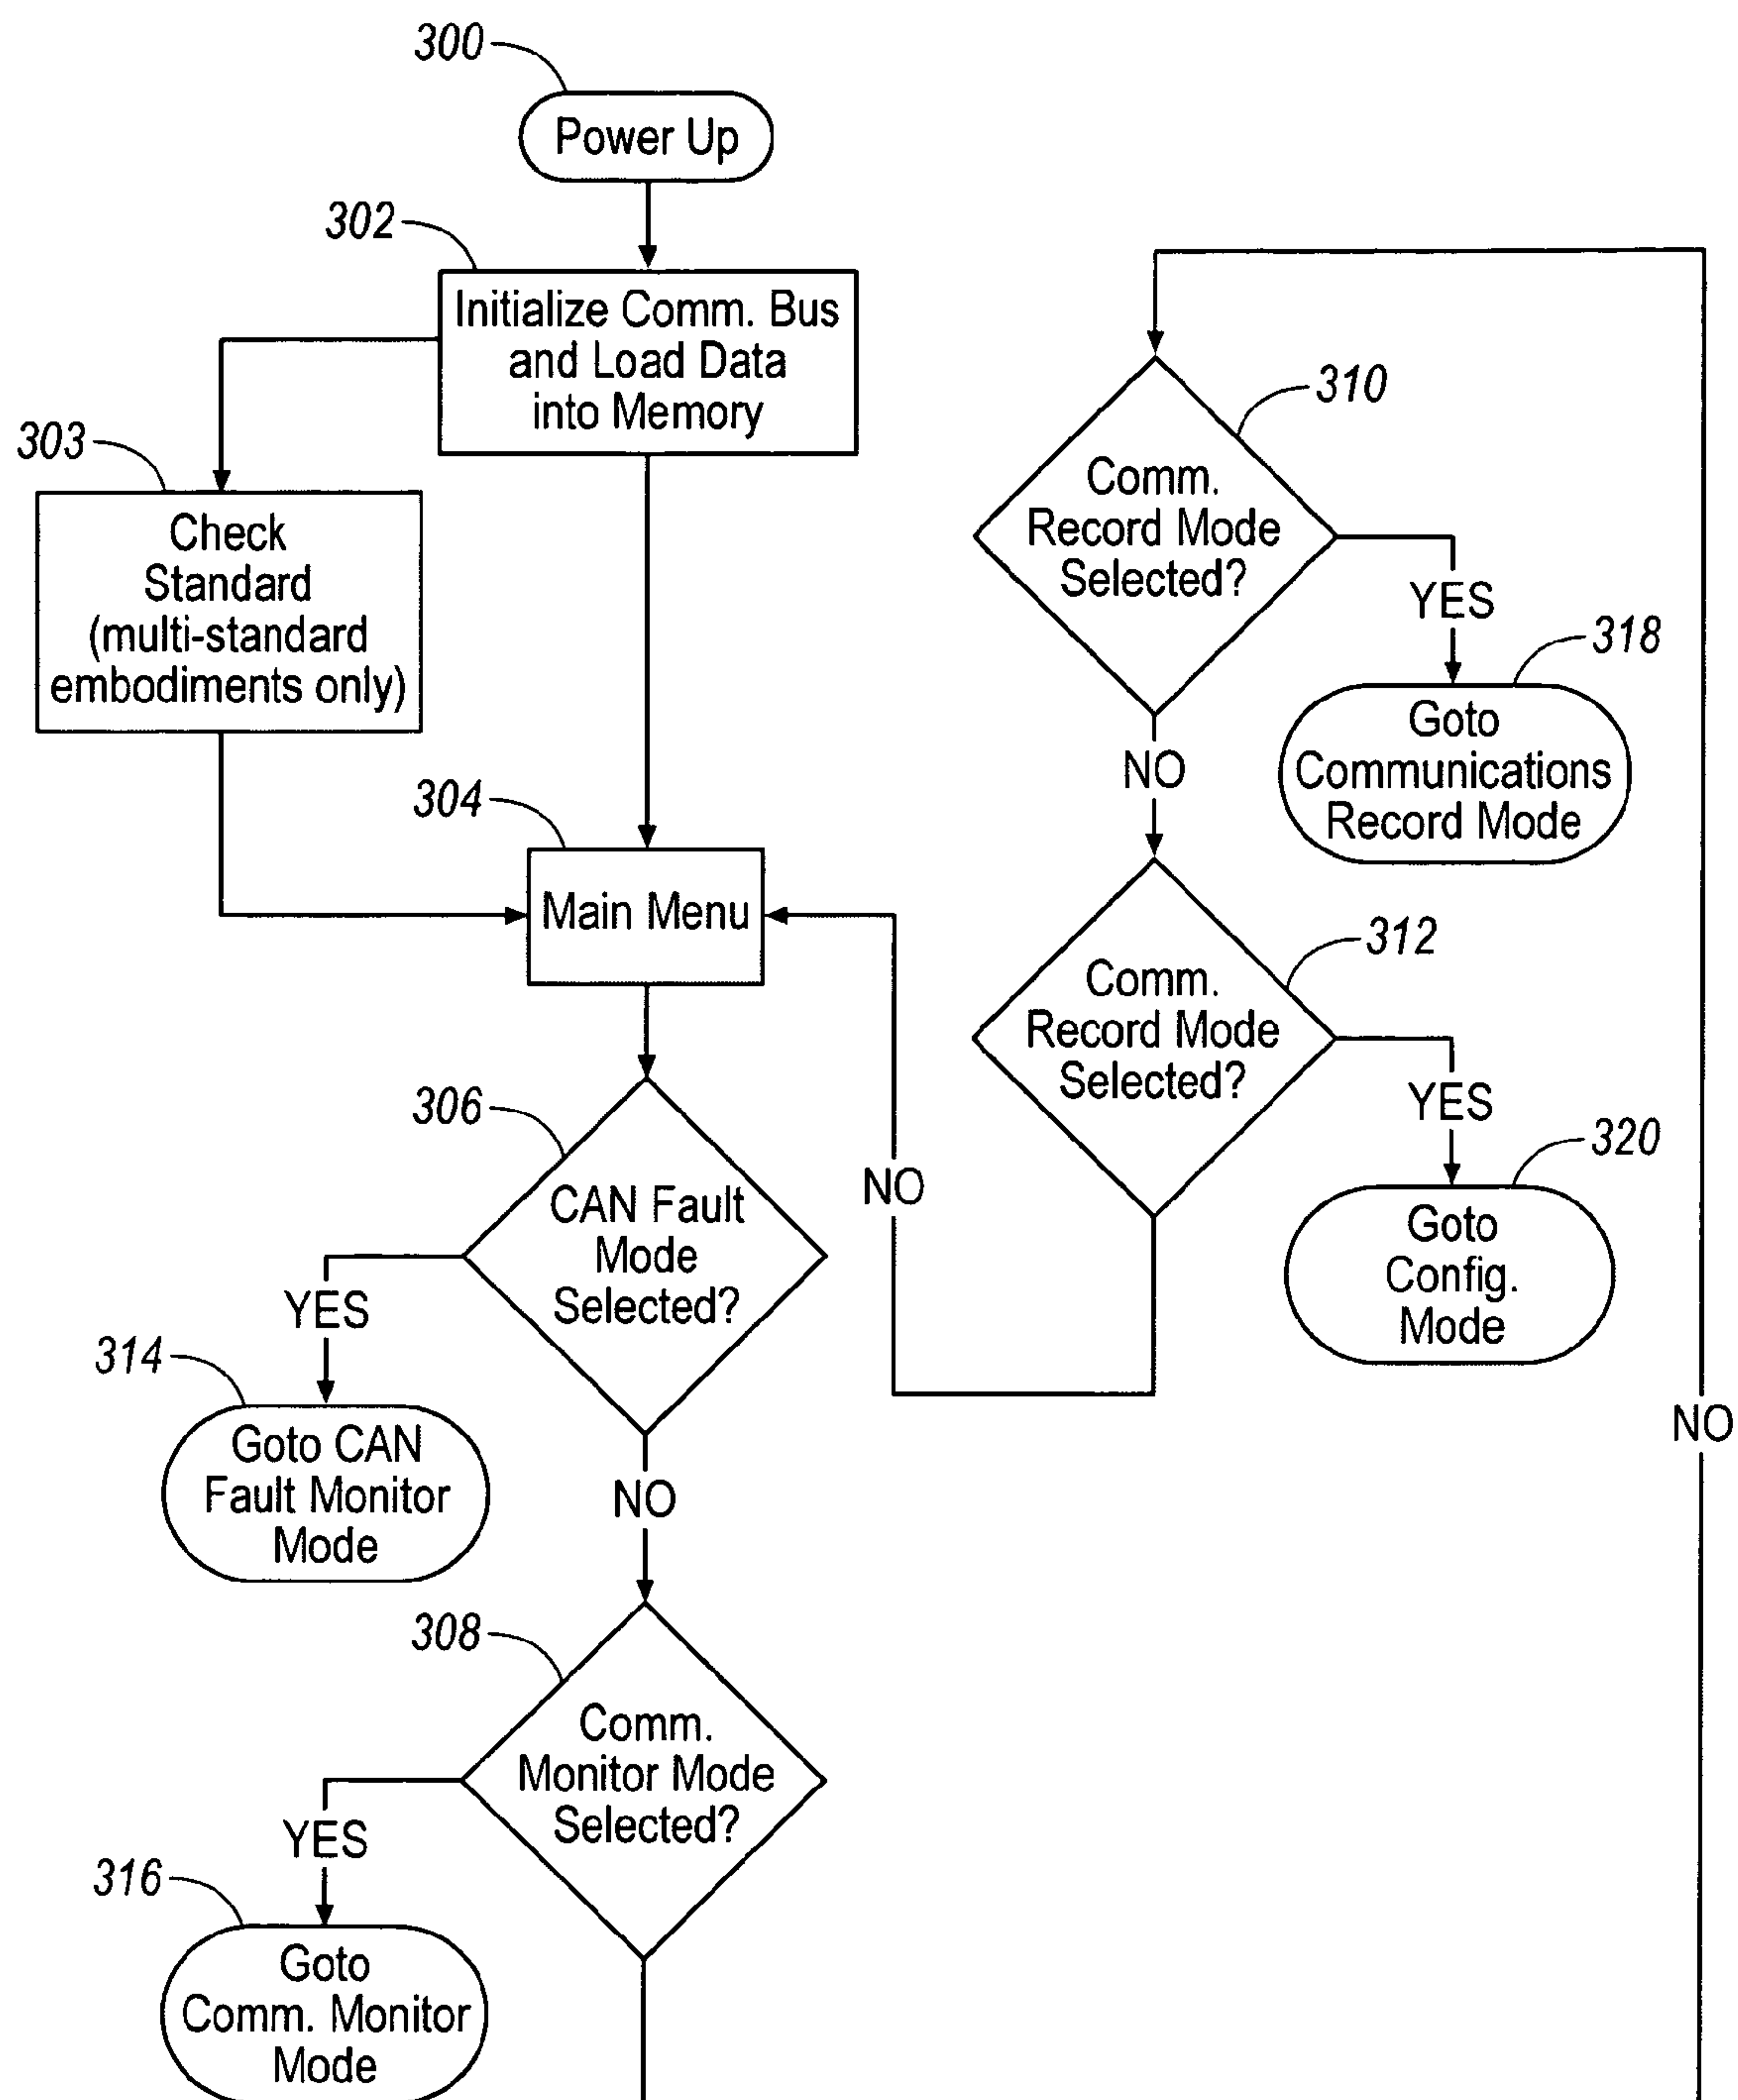 300
Power Up
302
Initialize Comm. Bus
and Load Data
into Memory
303
Check
Standard
(multi-standard
embodiments only)
304
Main Menu
306
CAN Fault
Mode
Selected?
YES
314
Goto CAN
Fault Monitor
Mode
NO
308
Comm.
Monitor Mode
Selected?
YES
316
Goto
Comm. Monitor
Mode
NO
310
Comm.
Record Mode
Selected?
YES
318
Goto
Communications
Record Mode
NO
312
Comm.
Record Mode
Selected?
YES
320
Goto
Config.
Mode
NO